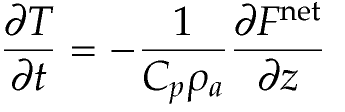 ∂T/∂t = − 1/(C_p ρ_a) ∂F^net/∂z